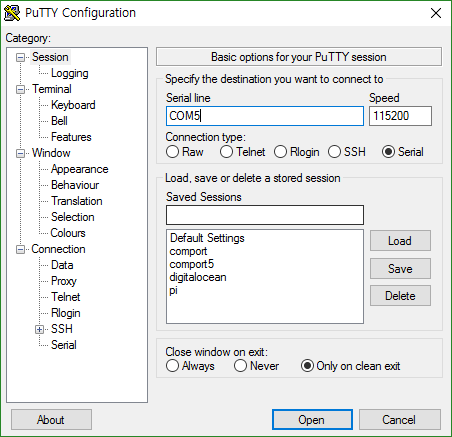 PuTTY Configuration
Category:
Session
Logging
Terminal
Keyboard
Bell
Features
Window
Appearance
Behaviour
Translation
Selection
Colours
Connection
Data
Proxy
Telnet
Rlogin
SSH
Serial
Basic options for your PuTTY session
Specify the destination you want to connect to
Serial line Speed
COM5 115200
Connection type:
Raw Telnet Rlogin SSH Serial
Load, save or delete a stored session
Saved Sessions
Default Settings
comport
comport5
digitalocean
pi
Load
Save
Delete
Close window on exit:
Always Never Only on clean exit
About Open Cancel